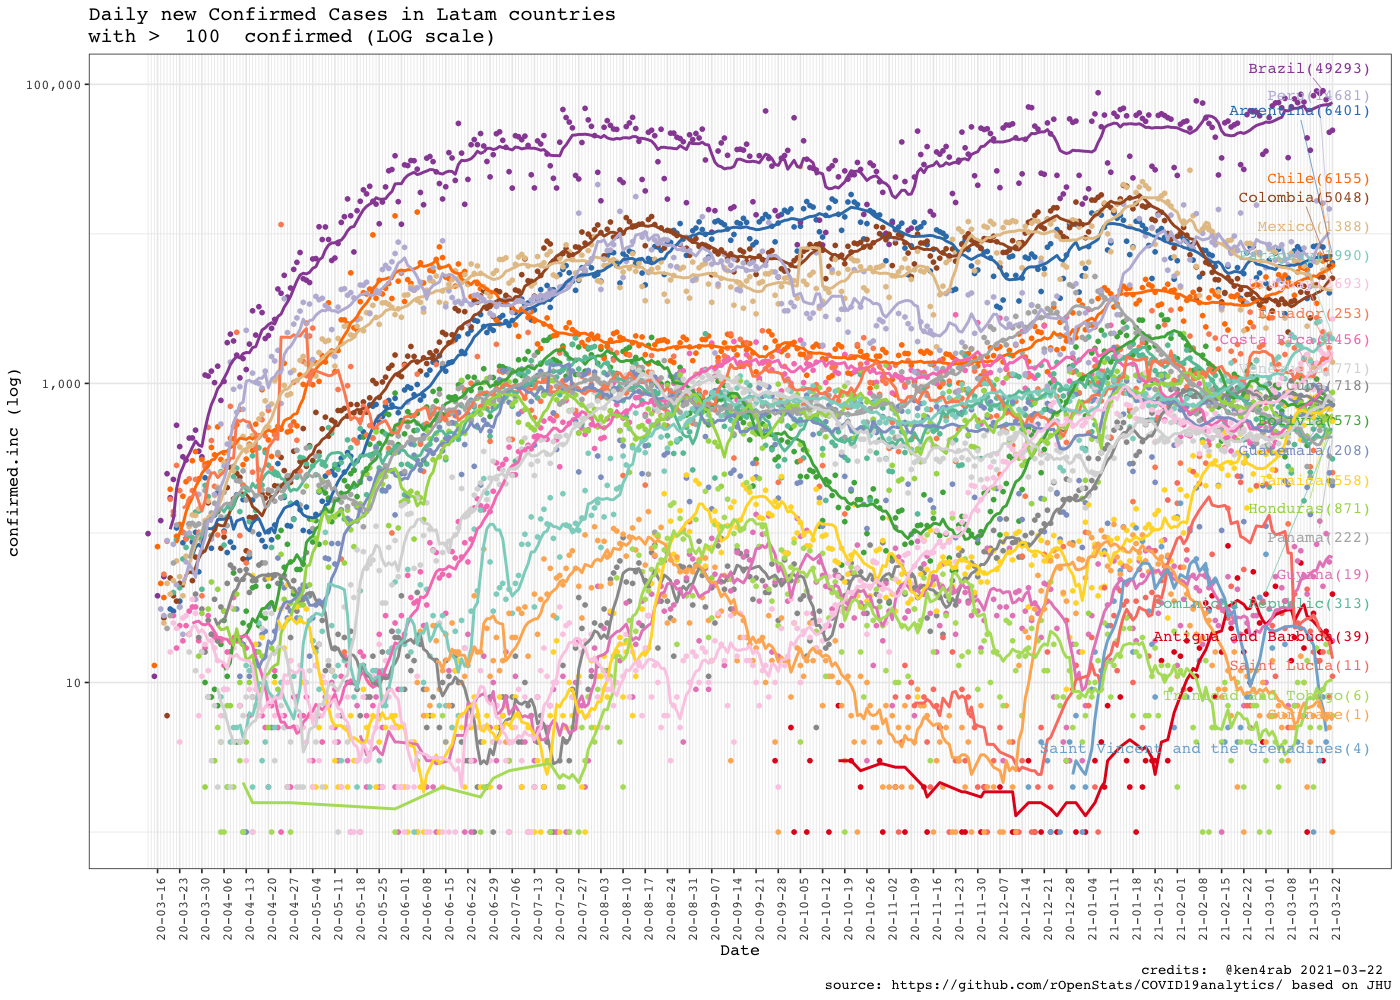 Daily new Confirmed Cases in Latam countries
with >  100  confirmed (LOG scale)
confirmed.inc (log)
100,000
1,000
10
Brazil(49293)
Peru(14681)
Argentina(6401)
Chile(6155)
Colombia(5048)
Mexico(1388)
Ecuador(253)
Costa Rica(1456)
Cuba(718)
Bolivia(573)
Guatemala(208)
Jamaica(558)
Honduras(871)
Panama(222)
Guyana(19)
Dominican Republic(313)
Antigua and Barbuda(39)
Saint Lucia(11)
Trinidad and Tobago(6)
Suriname(1)
Saint Vincent and the Grenadines(4)
20-03-16
20-03-23
20-03-30
20-04-06
20-04-13
20-04-20
20-04-27
20-05-04
20-05-11
20-05-18
20-05-25
20-06-01
20-06-08
20-06-15
20-06-22
20-06-29
20-07-06
20-07-13
20-07-20
20-07-27
20-08-03
20-08-10
20-08-17
20-08-24
20-08-31
20-09-07
20-09-14
20-09-21
20-09-28
20-10-05
20-10-12
20-10-19
20-10-26
20-11-02
20-11-09
20-11-16
20-11-23
20-11-30
20-12-07
20-12-14
20-12-21
20-12-28
21-01-04
21-01-11
21-01-18
21-01-25
21-02-01
21-02-08
21-02-15
21-02-22
21-03-01
21-03-08
21-03-15
21-03-22
Date
credits:  @ken4rab 2021-03-22
source: https://github.com/rOpenStats/COVID19analytics/ based on JHU